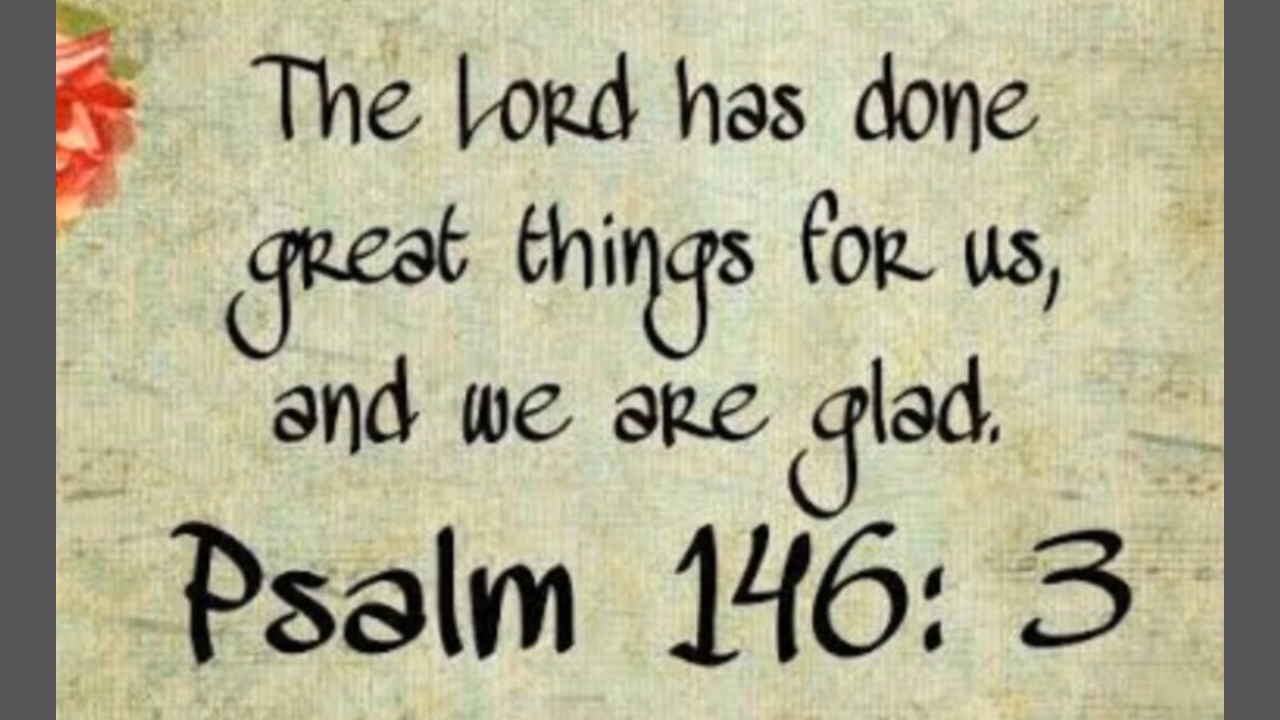 The Lord has done
great things for us,
and we are glad.
Psalm 146: 3